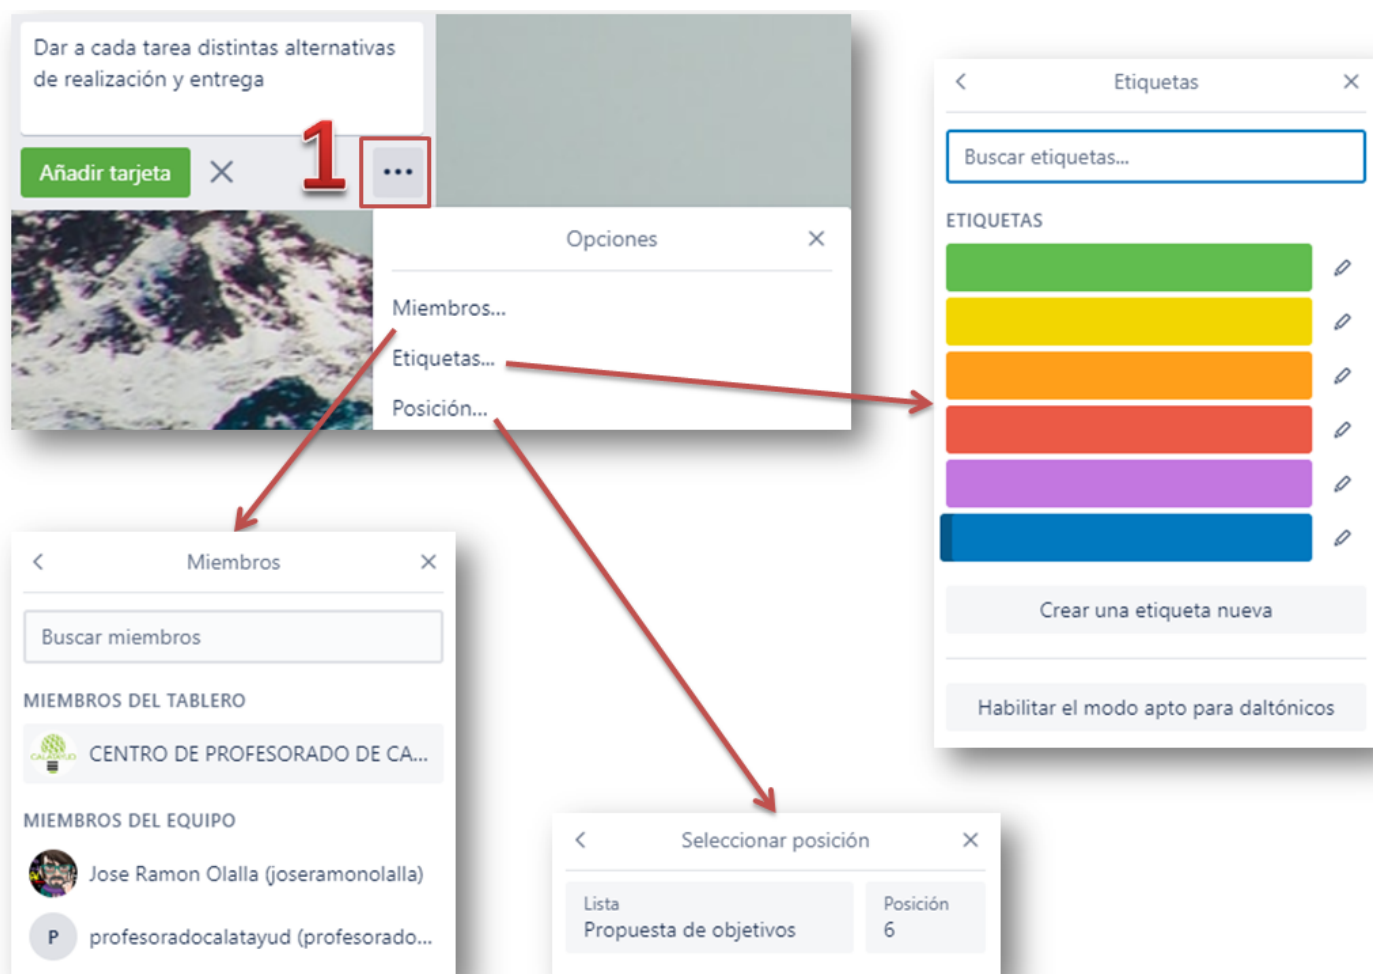 Dar a cada tarea distintas alternativas
de realización y entrega
Añadir tarjeta
1
Opciones
Miembros...
Etiquetas...
Posición...
Etiquetas
Buscar etiquetas...
ETIQUETAS
Crear una etiqueta nueva
Habilitar el modo apto para daltónicos
Miembros
Buscar miembros
MIEMBROS DEL TABLERO
CALATAYUD
CENTRO DE PROFESORADO DE CA...
MIEMBROS DEL EQUIPO
Jose Ramon Olalla (joseramonolalla)
P
profesoradocalatayud (profesorado...
Seleccionar posición
Lista
Propuesta de objetivos
Posición
6